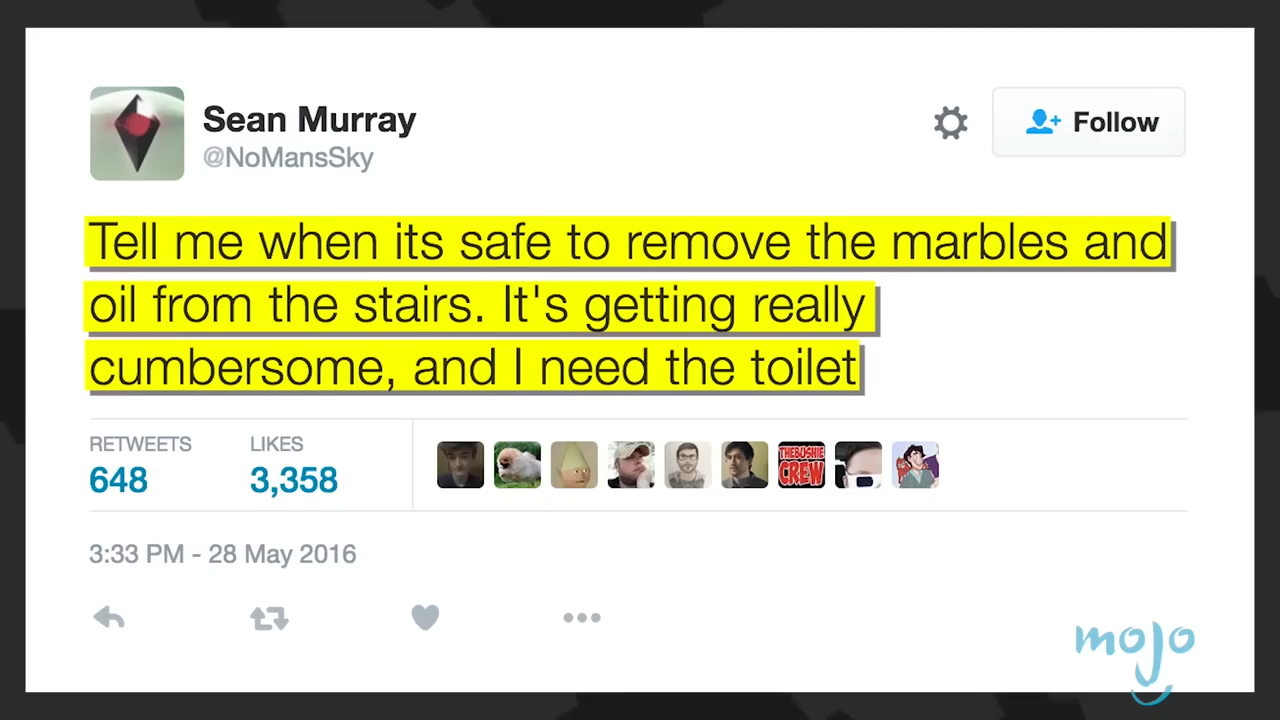 Sean Murray
@NoMansSky
Follow
Tell me when its safe to remove the marbles and
oil from the stairs. It's getting really
cumbersome, and I need the toilet
RETWEETS
LIKES
648
3,358
THEBUSHIE
CREW
3:33 PM - 28 May 2016
mojo